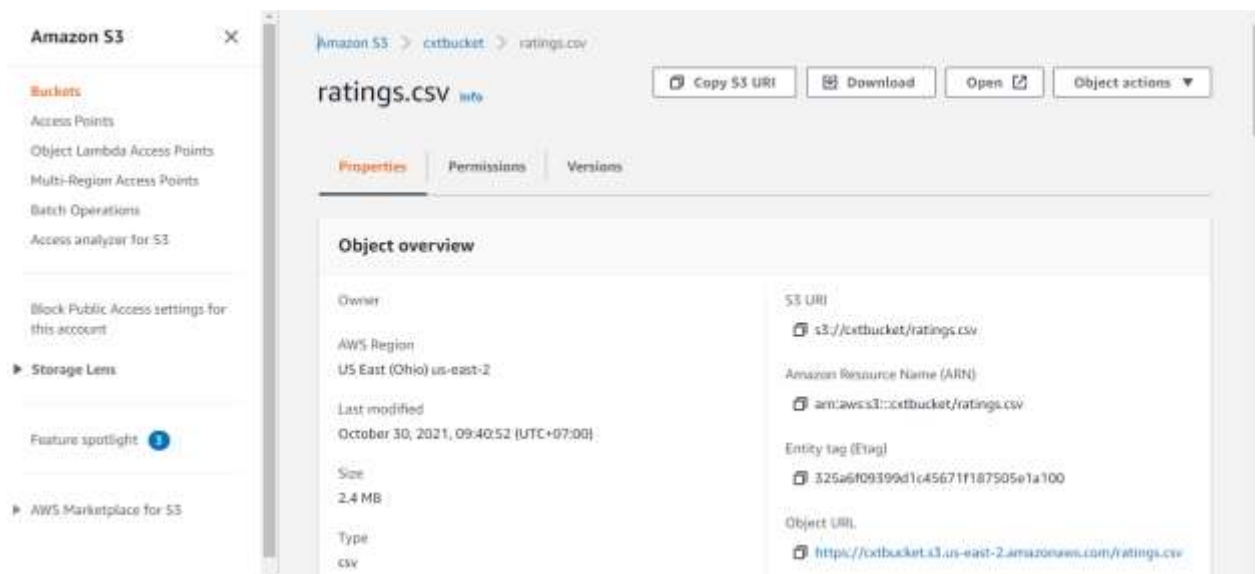 Amazon S3
Buckets
Access Points
Object Lambda Access Points
Multi-Region Access Points
Batch Operations
Access analyzer for S3
Block Public Access settings for
this account
Storage Lens
Feature spotlight 3
AWS Marketplace for S3
Amazon S3 > cxtbucket > ratings.csv
ratings.csv Info
Copy S3 URI Download Open Object actions
Properties Permissions Versions
Object overview
Owner
AWS Region
US East (Ohio) us-east-2
Last modified
October 30, 2021, 09:40:52 (UTC+07:00)
Size
2.4 MB
Type
csv
S3 URI
s3://cxtbucket/ratings.csv
Amazon Resource Name (ARN)
arn:aws:s3:::cxtbucket/ratings.csv
Entity tag (Etag)
325a6f09399d1c45671f187505e1a100
Object URL
https://cxtbucket.s3.us-east-2.amazonaws.com/ratings.csv